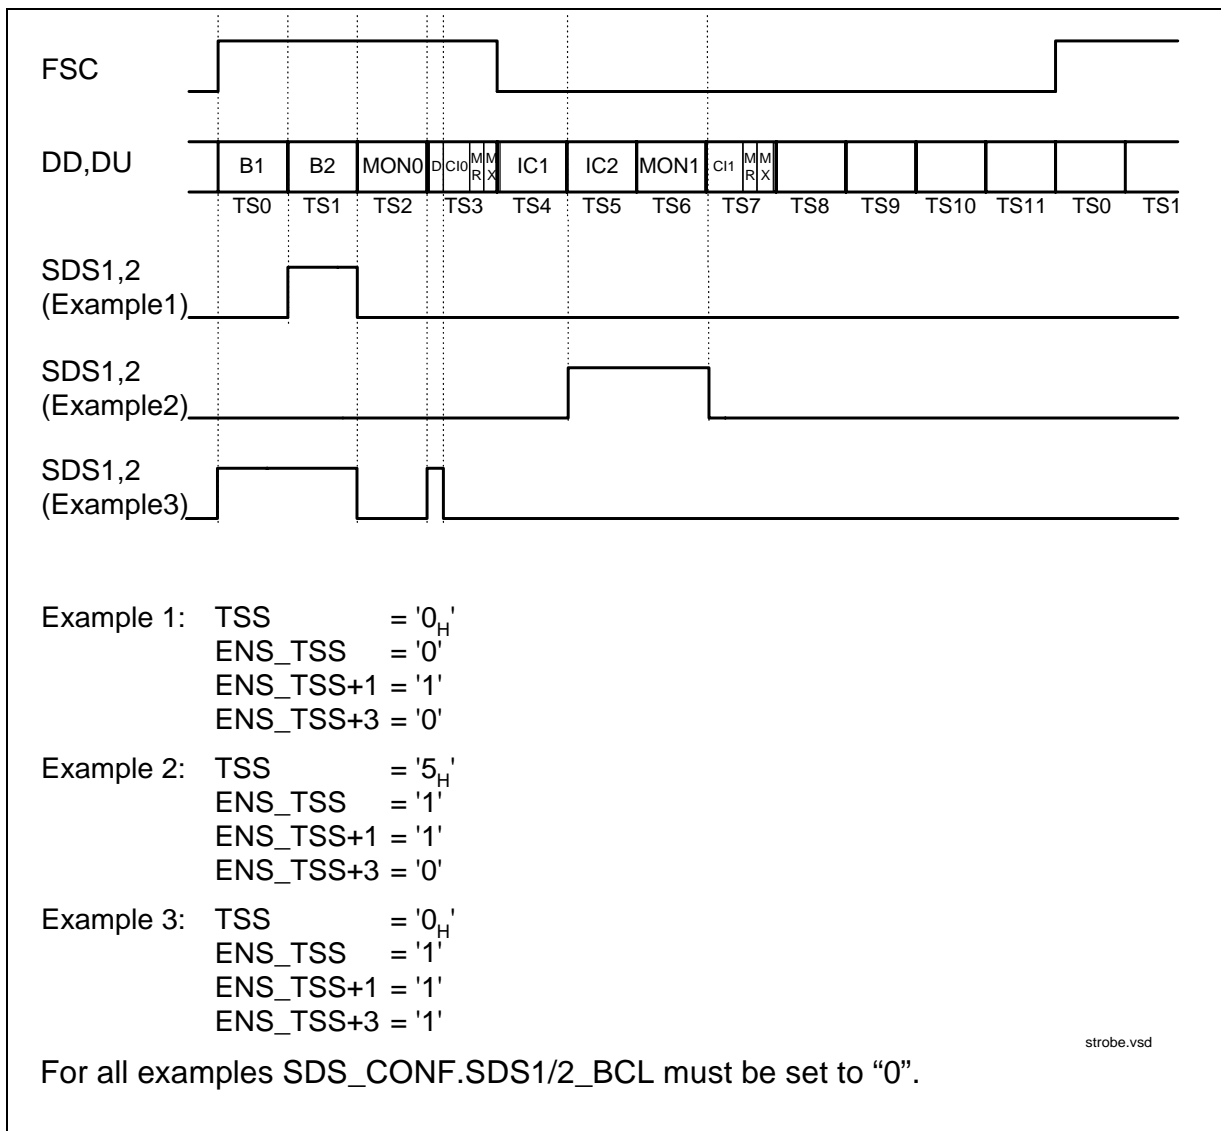 FSC
DD,DU
B1 B2 MON0 D CI0 MR MX IC1 IC2 MON1 CI1 MR MX
TS0 TS1 TS2 TS3 TS4 TS5 TS6 TS7 TS8 TS9 TS10 TS11 TS0 TS1
SDS1,2
(Example1)
SDS1,2
(Example2)
SDS1,2
(Example3)
Example 1: TSS = '0H'
ENS_TSS = '0'
ENS_TSS+1 = '1'
ENS_TSS+3 = '0'
Example 2: TSS = '5H'
ENS_TSS = '1'
ENS_TSS+1 = '1'
ENS_TSS+3 = '0'
Example 3: TSS = '0H'
ENS_TSS = '1'
ENS_TSS+1 = '1'
ENS_TSS+3 = '1'
strobe.vsd
For all examples SDS_CONF.SDS1/2_BCL must be set to “0”.